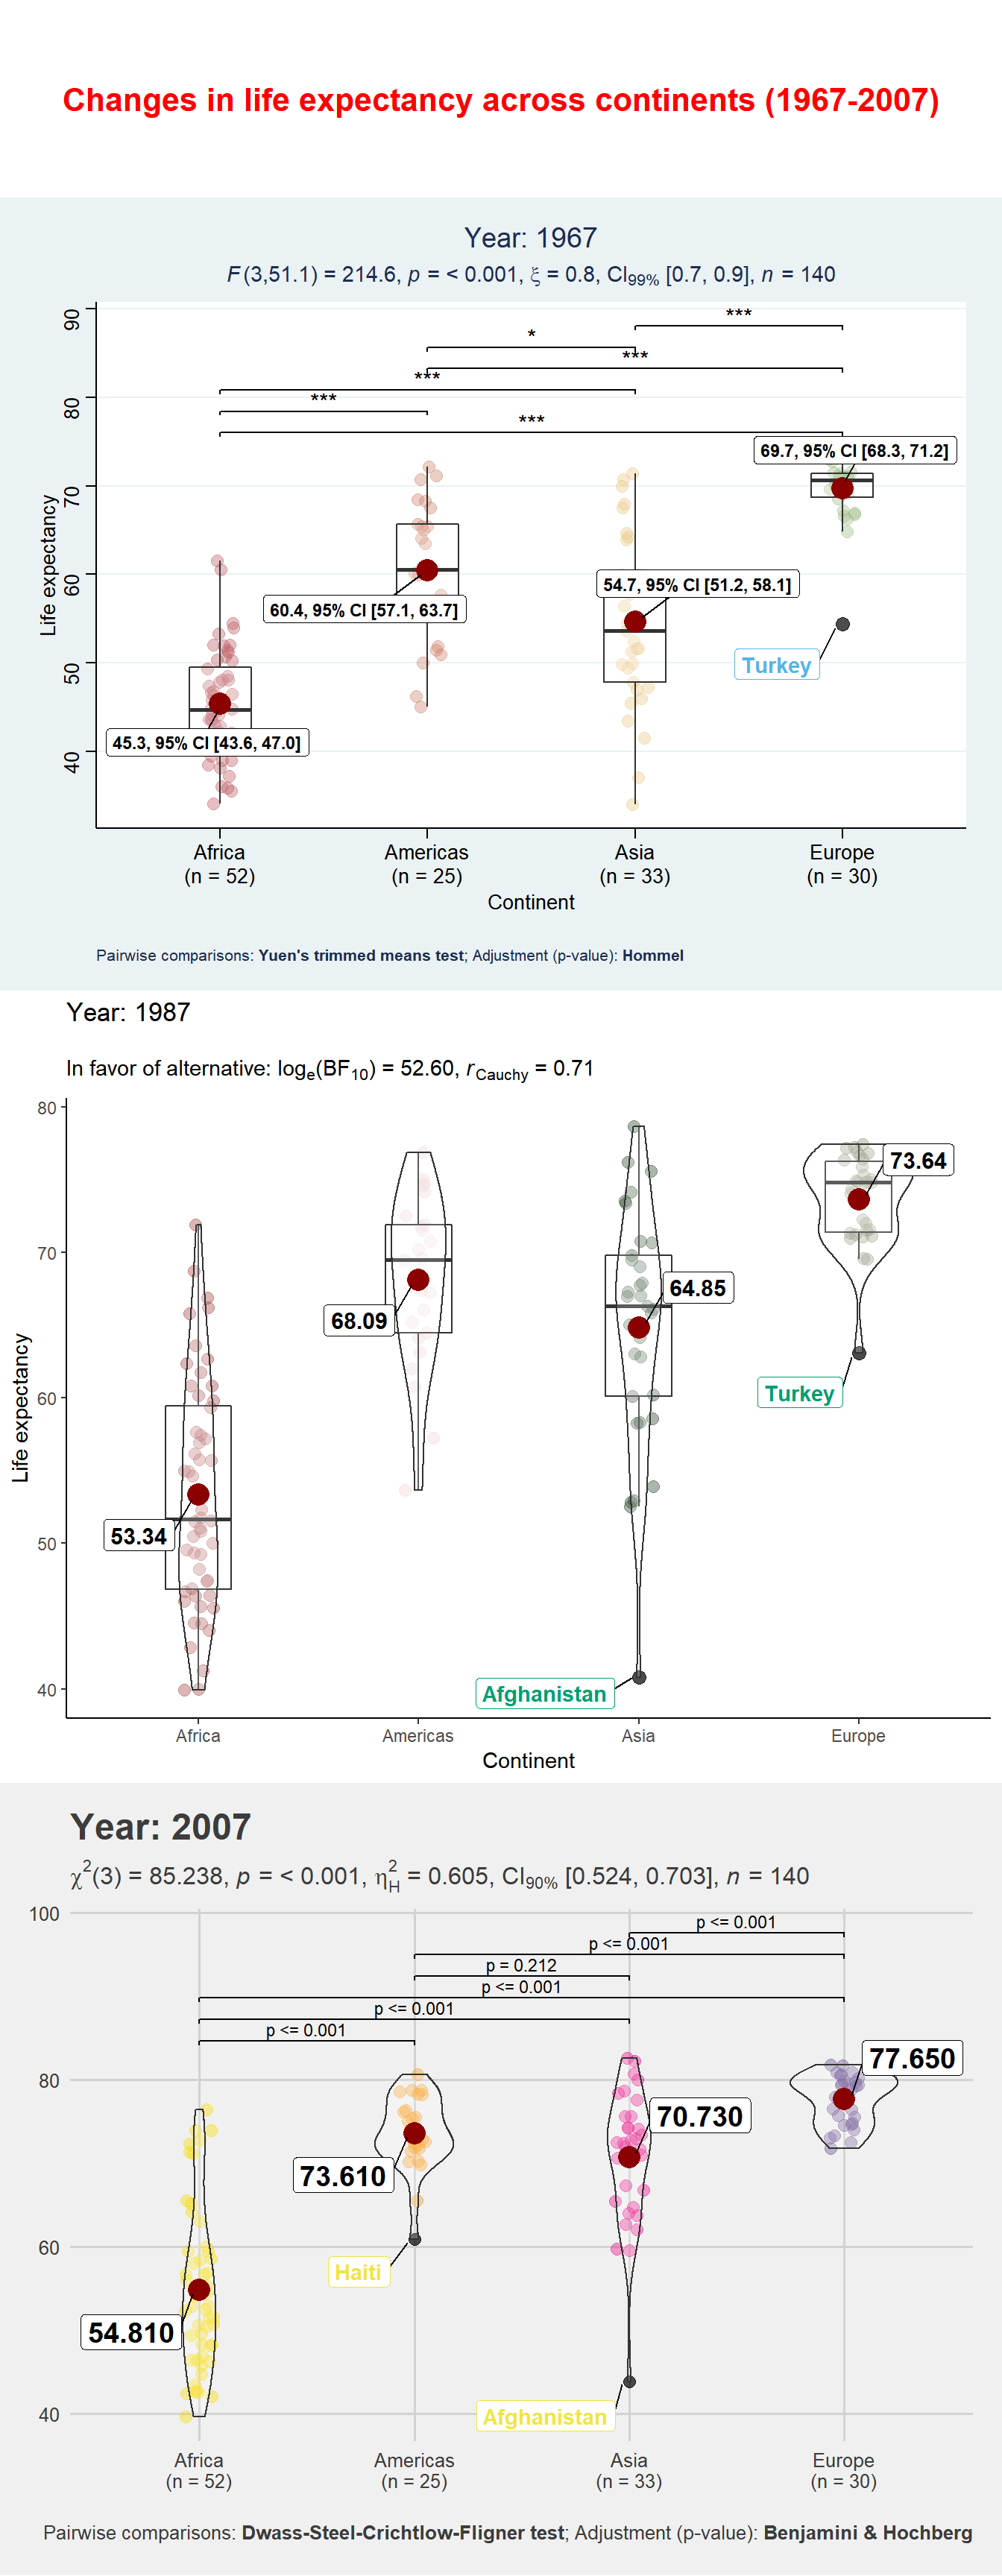 Changes in life expectancy across continents (1967-2007)
Year: 1967
F(3,51.1) = 214.6, p = < 0.001, ξ = 0.8, CI99% [0.7, 0.9], n = 140
90
80
70
60
50
40
Life expectancy
***
*
***
***
***
***
69.7, 95% CI [68.3, 71.2]
54.7, 95% CI [51.2, 58.1]
60.4, 95% CI [57.1, 63.7]
Turkey
45.3, 95% CI [43.6, 47.0]
Africa
(n = 52)
Americas
(n = 25)
Asia
(n = 33)
Europe
(n = 30)
Continent
Pairwise comparisons: Yuen's trimmed means test; Adjustment (p-value): Hommel
Year: 1987
In favor of alternative: loge(BF10) = 52.60, rCauchy = 0.71
80
70
60
50
40
Life expectancy
73.64
64.85
68.09
Turkey
53.34
Afghanistan
Africa
Americas
Asia
Europe
Continent
Year: 2007
χ2(3) = 85.238, p = < 0.001, η2H = 0.605, CI90% [0.524, 0.703], n = 140
100
80
60
40
p <= 0.001
p <= 0.001
p = 0.212
p <= 0.001
p <= 0.001
p <= 0.001
77.650
70.730
73.610
Haiti
54.810
Afghanistan
Africa
(n = 52)
Americas
(n = 25)
Asia
(n = 33)
Europe
(n = 30)
Pairwise comparisons: Dwass-Steel-Crichtlow-Fligner test; Adjustment (p-value): Benjamini & Hochberg